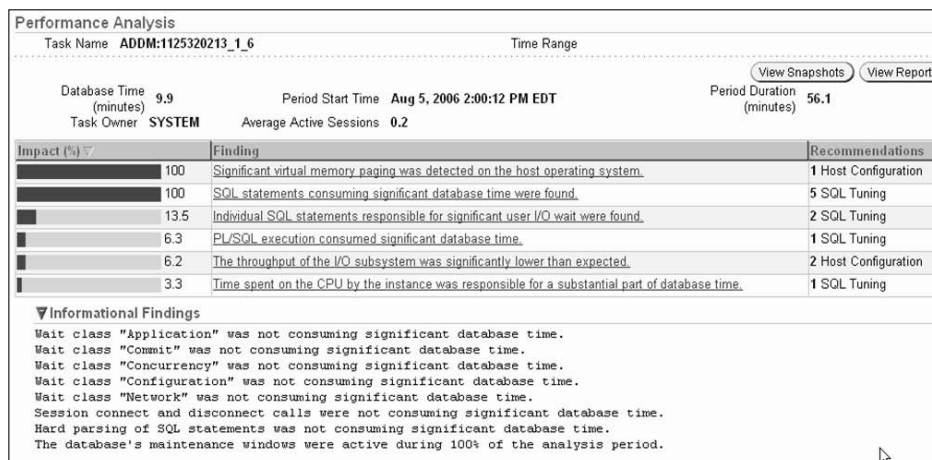 Performance Analysis
Task Name ADDM:1125320213_1_6 Time Range
View Snapshots View Report
Database Time (minutes) 9.9 Period Start Time Aug 5, 2006 2:00:12 PM EDT Period Duration (minutes) 56.1
Task Owner SYSTEM Average Active Sessions 0.2
Impact (%) Finding Recommendations
100 Significant virtual memory paging was detected on the host operating system. 1 Host Configuration
100 SQL statements consuming significant database time were found. 5 SQL Tuning
13.5 Individual SQL statements responsible for significant user I/O wait were found. 2 SQL Tuning
6.3 PL/SQL execution consumed significant database time. 1 SQL Tuning
6.2 The throughput of the I/O subsystem was significantly lower than expected. 2 Host Configuration
3.3 Time spent on the CPU by the instance was responsible for a substantial part of database time. 1 SQL Tuning
Informational Findings
Wait class "Application" was not consuming significant database time.
Wait class "Commit" was not consuming significant database time.
Wait class "Concurrency" was not consuming significant database time.
Wait class "Configuration" was not consuming significant database time.
Wait class "Network" was not consuming significant database time.
Session connect and disconnect calls were not consuming significant database time.
Hard parsing of SQL statements was not consuming significant database time.
The database's maintenance windows were active during 100% of the analysis period.